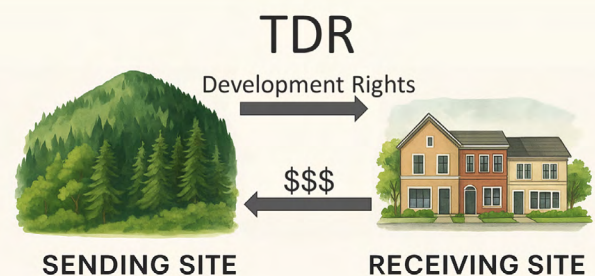 TDR
Development Rights
$$$
SENDING SITE
RECEIVING SITE